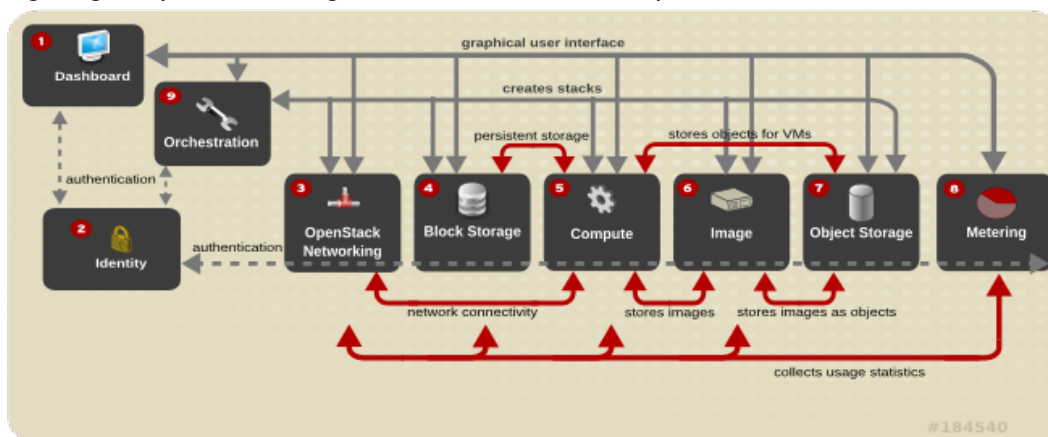 1
Dashboard
graphical user interface
9
Orchestration
creates stacks
persistent storage
stores objects for VMs
authentication
2
Identity
authentication
3
OpenStack
Networking
4
Block Storage
5
Compute
6
Image
7
Object Storage
8
Metering
network connectivity
stores images
stores images as objects
collects usage statistics
#184540